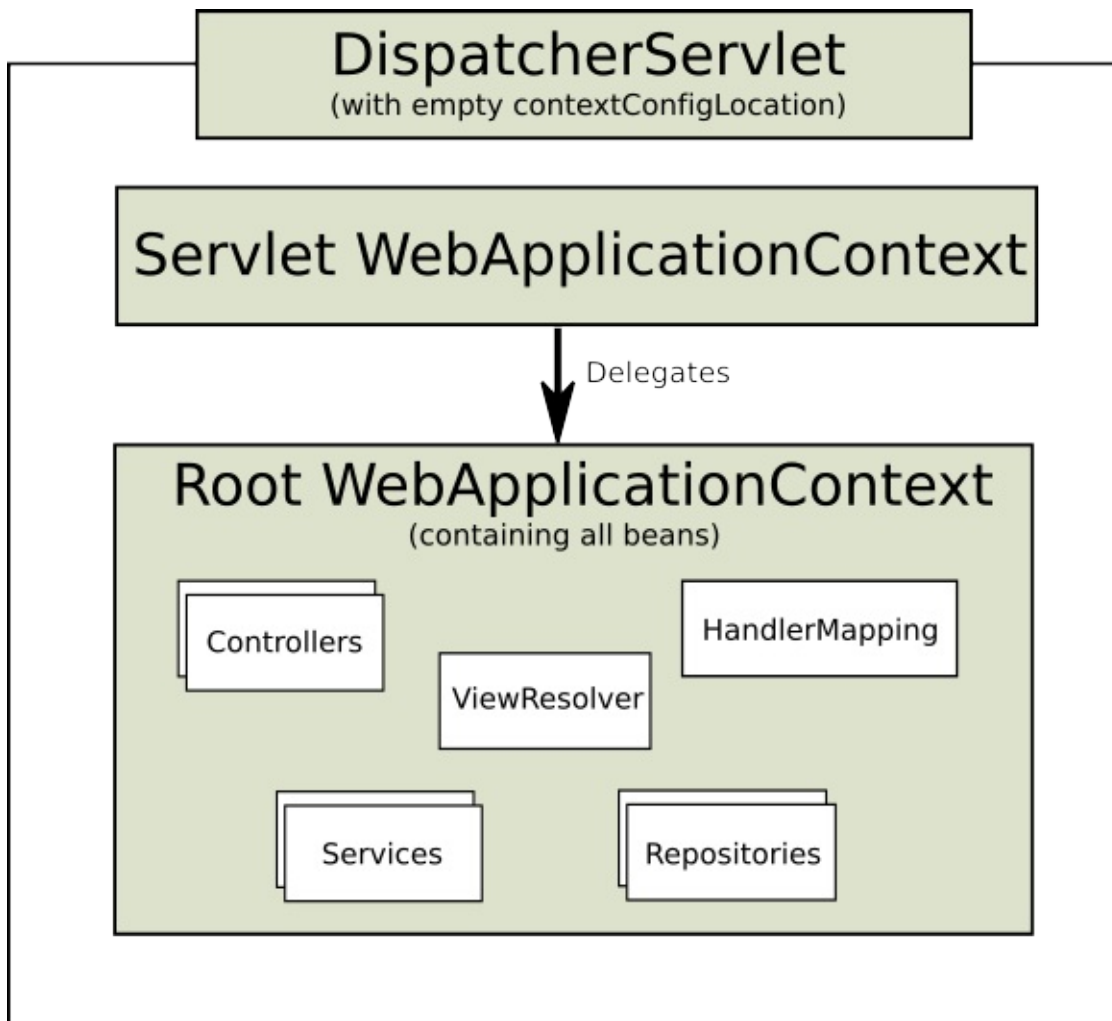 DispatcherServlet
(with empty contextConfigLocation)
Servlet WebApplicationContext
Delegates
Root WebApplicationContext
(containing all beans)
Controllers
HandlerMapping
ViewResolver
Services
Repositories